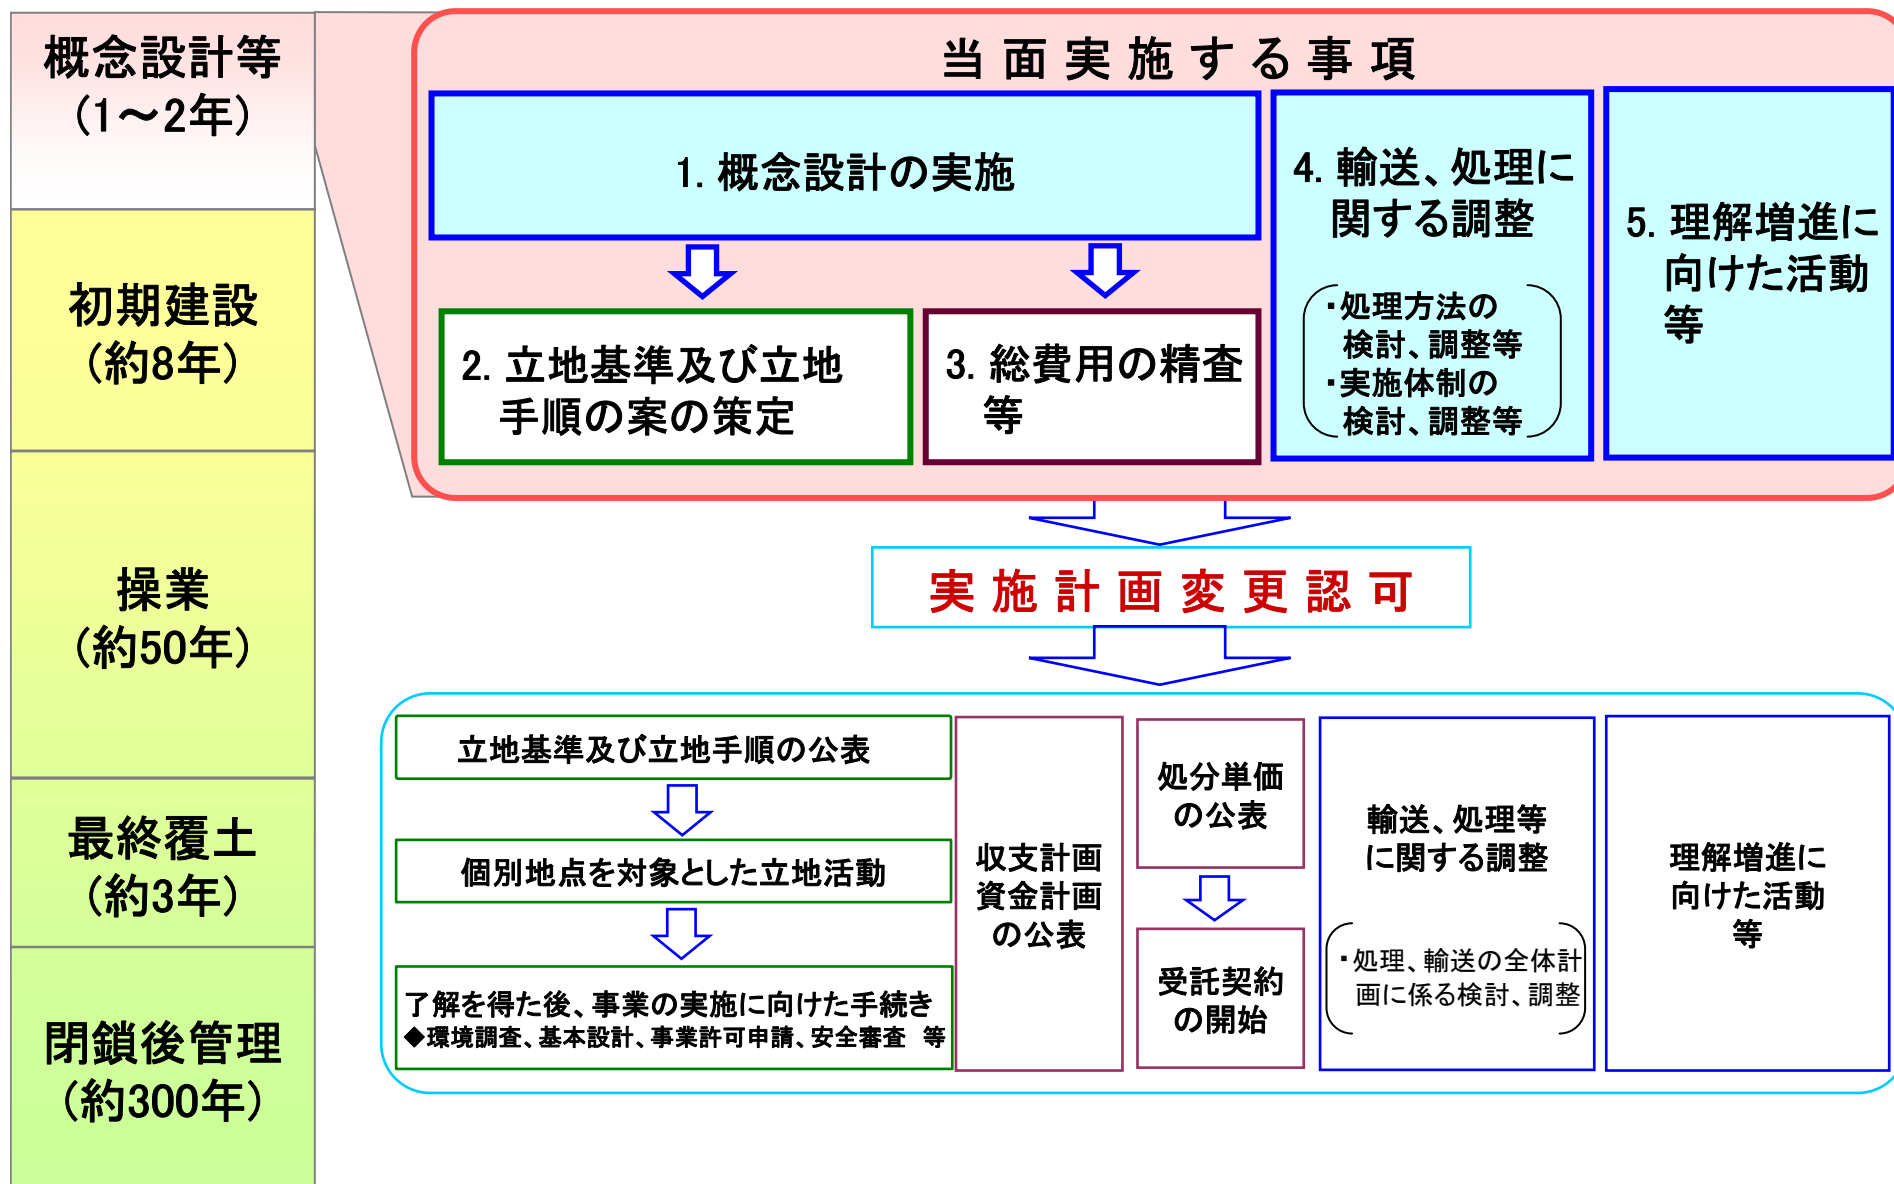 概念設計等
(1～2年)
初期建設
(約8年)
操業
(約50年)
最終覆土
(約3年)
閉鎖後管理
(約300年)
当面実施する事項
1. 概念設計の実施
2. 立地基準及び立地
手順の案の策定
3. 総費用の精査
等
4. 輸送、処理に
関する調整
・処理方法の
検討、調整等
・実施体制の
検討、調整等
5. 理解増進に
向けた活動
等
実施計画変更認可
立地基準及び立地手順の公表
個別地点を対象とした立地活動
了解を得た後、事業の実施に向けた手続き
◆環境調査、基本設計、事業許可申請、安全審査 等
収支計画
資金計画
の公表
処分単価
の公表
受託契約
の開始
輸送、処理等
に関する調整
・処理、輸送の全体計
画に係る検討、調整
理解増進に
向けた活動
等